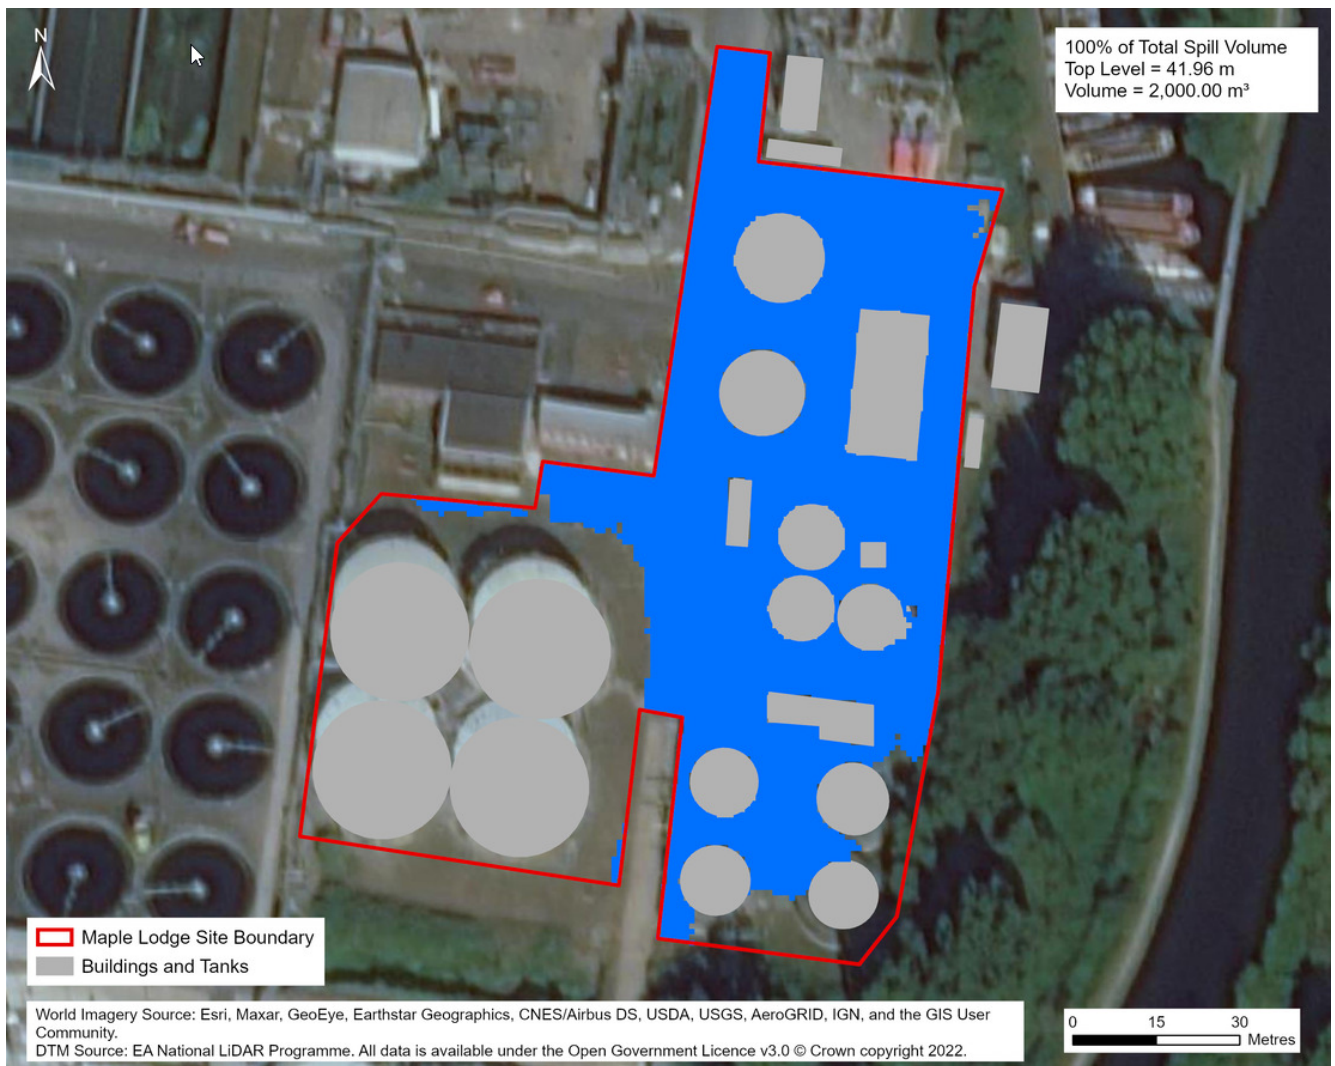 N
100% of Total Spill Volume
Top Level = 41.96 m
Volume = 2,000.00 m³
Maple Lodge Site Boundary
Buildings and Tanks
World Imagery Source: Esri, Maxar, GeoEye, Earthstar Geographics, CNES/Airbus DS, USDA, USGS, AeroGRID, IGN, and the GIS User
Community.
DTM Source: EA National LiDAR Programme. All data is available under the Open Government Licence v3.0 © Crown copyright 2022.
0 15 30
Metres